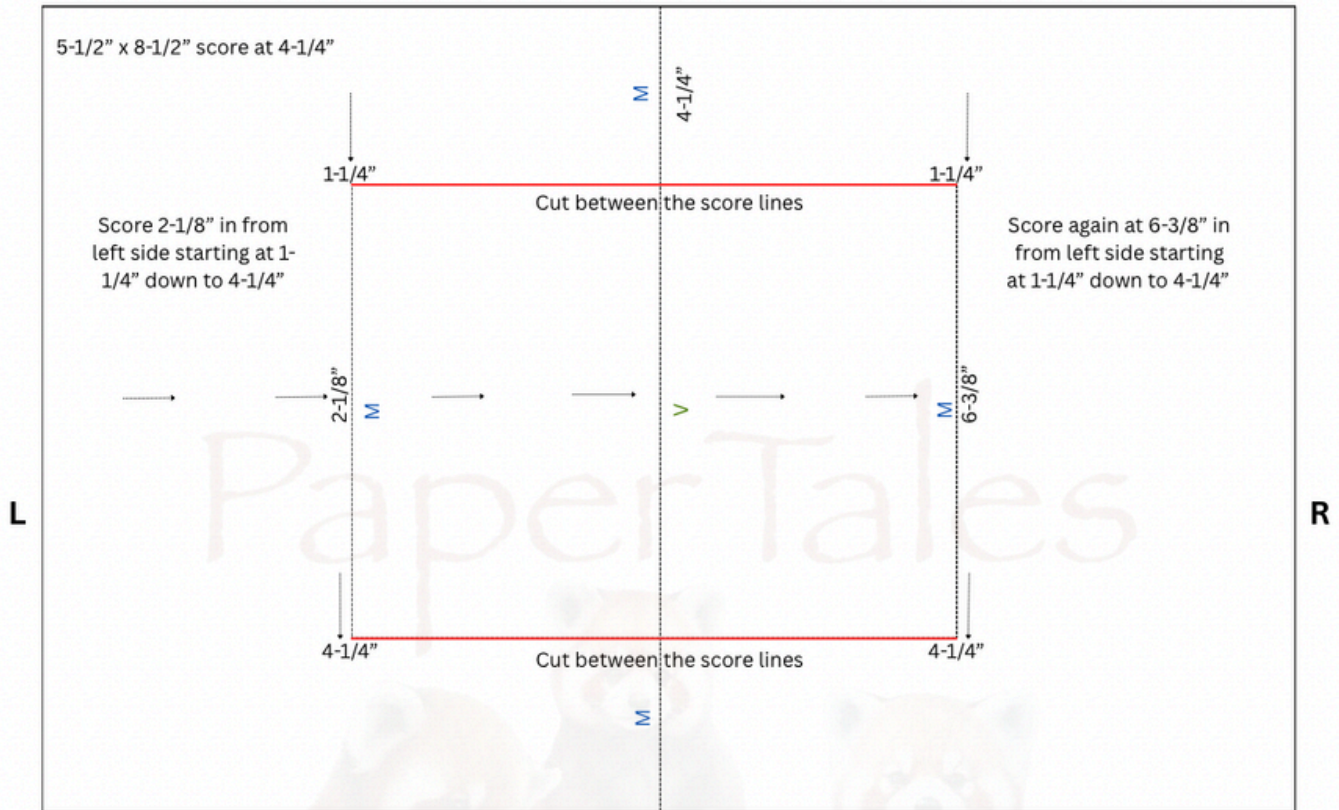 5-1/2” x 8-1/2” score at 4-1/4”
M
4-1/4”
1-1/4”
1-1/4”
Cut between the score lines
Score 2-1/8” in from
left side starting at 1-
1/4” down to 4-1/4”
Score again at 6-3/8” in
from left side starting
at 1-1/4” down to 4-1/4”
2-1/8”
M
V
M
6-3/8”
Paper Tales
L
R
4-1/4”
4-1/4”
Cut between the score lines
M